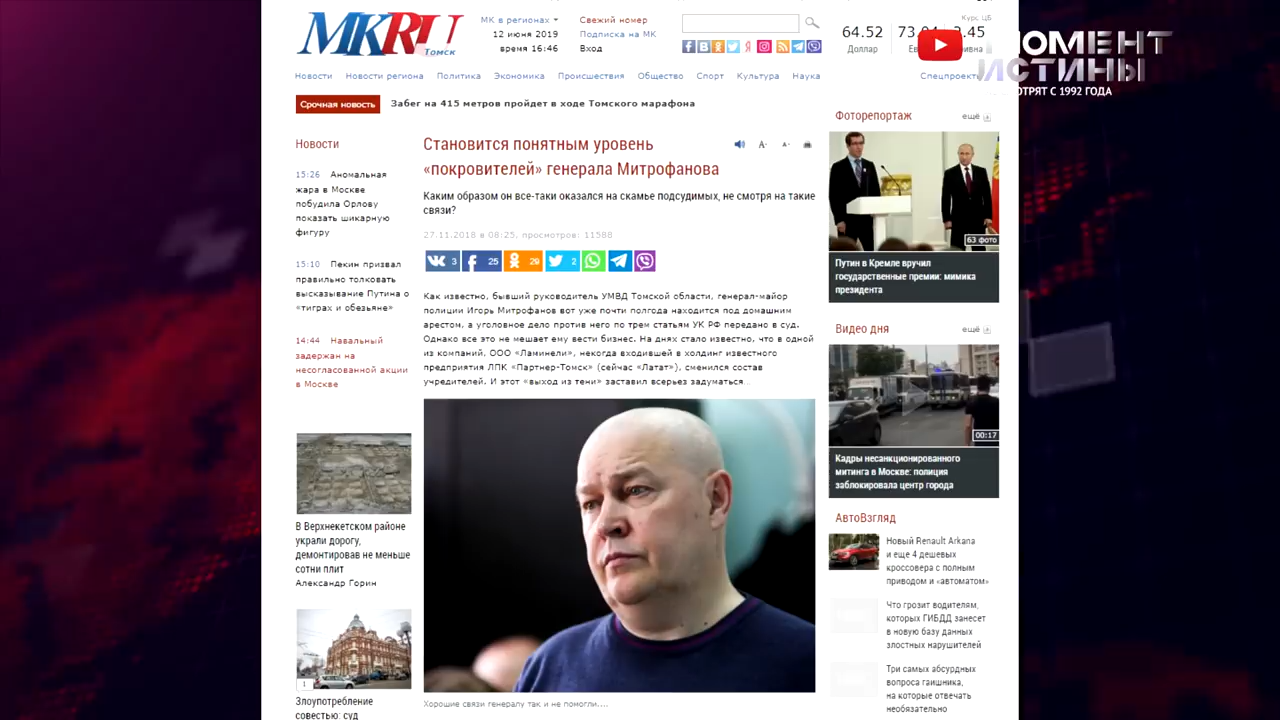 MKRU
Томск
МК в регионах
12 июня 2019
время 16:46
Свежий номер
Подписка на МК
Вход
Курс ЦБ
64.52
Доллар
МОМЕНТ
ИСТИНЫ
СМОТРЯТ С 1992 ГОДА
Новости
Новости региона
Политика
Экономика
Происшествия
Общество
Спорт
Культура
Наука
Спецпроекты
Срочная новость
Забег на 415 метров пройдет в ходе Томского марафона
Новости
15:26 Аномальная
жара в Москве
побудила Орлову
показать шикарную
фигуру
15:10 Пекин призвал
правильно толковать
высказывание Путина о
«тиграх и обезьяне»
14:44 Навальный
задержан на
несогласованной акции
в Москве
В Верхнекетском районе
украли дорогу,
демонтировав не меньше
сотни плит
Александр Горин
1
Злоупотребление
совестью: суд
Становится понятным уровень
«покровителей» генерала Митрофанова
Каким образом он все-таки оказался на скамье подсудимых, не смотря на такие
связи?
27.11.2018 в 08:25, просмотров: 11588
3
25
29
2
Как известно, бывший руководитель УМВД Томской области, генерал-майор
полиции Игорь Митрофанов вот уже почти полгода находится под домашним
арестом, а уголовное дело против него по трем статьям УК РФ передано в суд.
Однако все это не мешает ему вести бизнес. На днях стало известно, что в одной
из компаний, ООО «Ламинели», некогда входившей в холдинг известного
предприятия ЛПК «Партнер-Томск» (сейчас «Латат»), сменился состав
учредителей. И этот «выход из тени» заставил всерьез задуматься..
Хорошие связи генералу так и не помогли....
Фоторепортаж
ещё
63 фото
Путин в Кремле вручил
государственные премии: мимика
президента
Видео дня
ещё
00:17
Кадры несанкционированного
митинга в Москве: полиция
заблокировала центр города
АвтоВзгляд
Новый Renault Arkana
и еще 4 дешевых
кроссовера с полным
приводом и «автоматом»
Что грозит водителям,
которых ГИБДД занесет
в новую базу данных
злостных нарушителей
Три самых абсурдных
вопроса гаишника,
на которые отвечать
необязательно